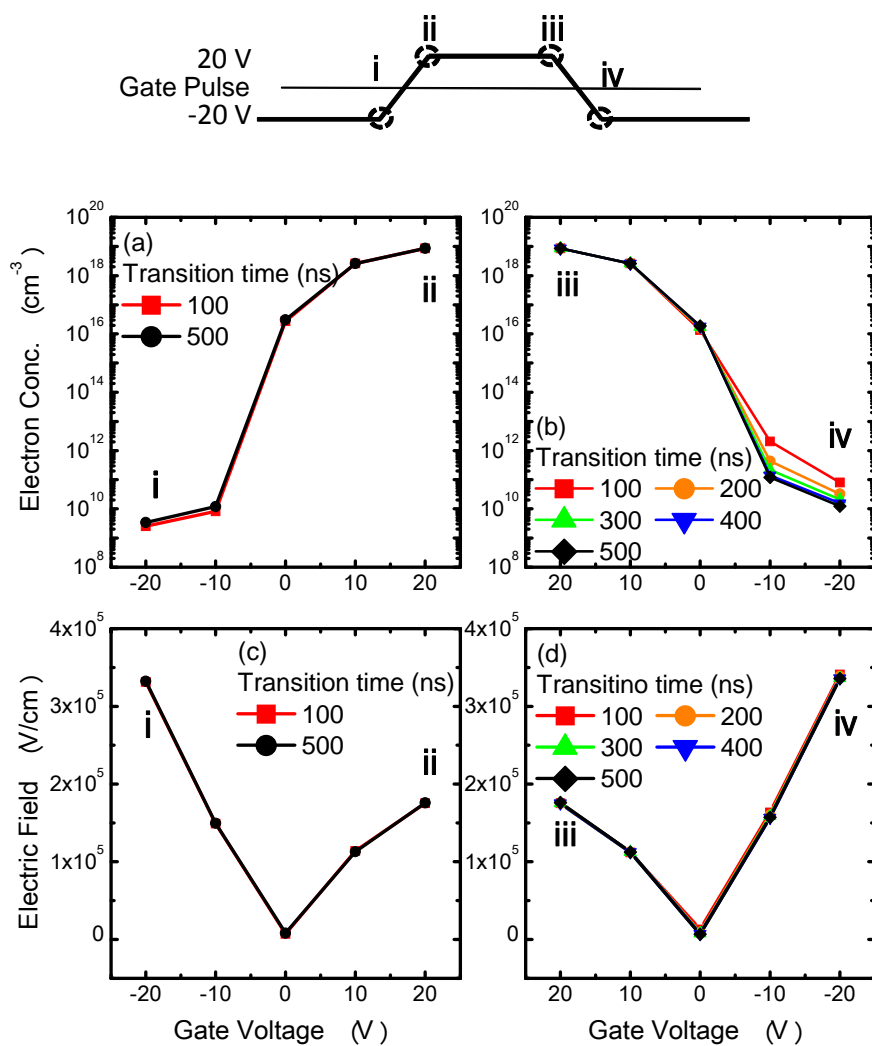 ii iii
20 V
i
Gate Pulse
iv
-20 V
10^20
10^18
10^16
10^14
10^12
10^10
10^8
Electron Conc. (cm^-3)
(a)
Transition time (ns)
100
500
ii
i
-20 -10 0 10 20
10^20
10^18
10^16
10^14
10^12
10^10
10^8
iii
iv
(b)
Transition time (ns)
100 200
300 400
500
20 10 0 -10 -20
4x10^5
3x10^5
2x10^5
1x10^5
0
Electric Field (V/cm)
(c)
Transition time (ns)
100
500
i
ii
-20 -10 0 10 20
Gate Voltage (V)
4x10^5
3x10^5
2x10^5
1x10^5
0
(d)
Transitino time (ns)
100 200
300 400
500
iv
iii
20 10 0 -10 -20
Gate Voltage (V)